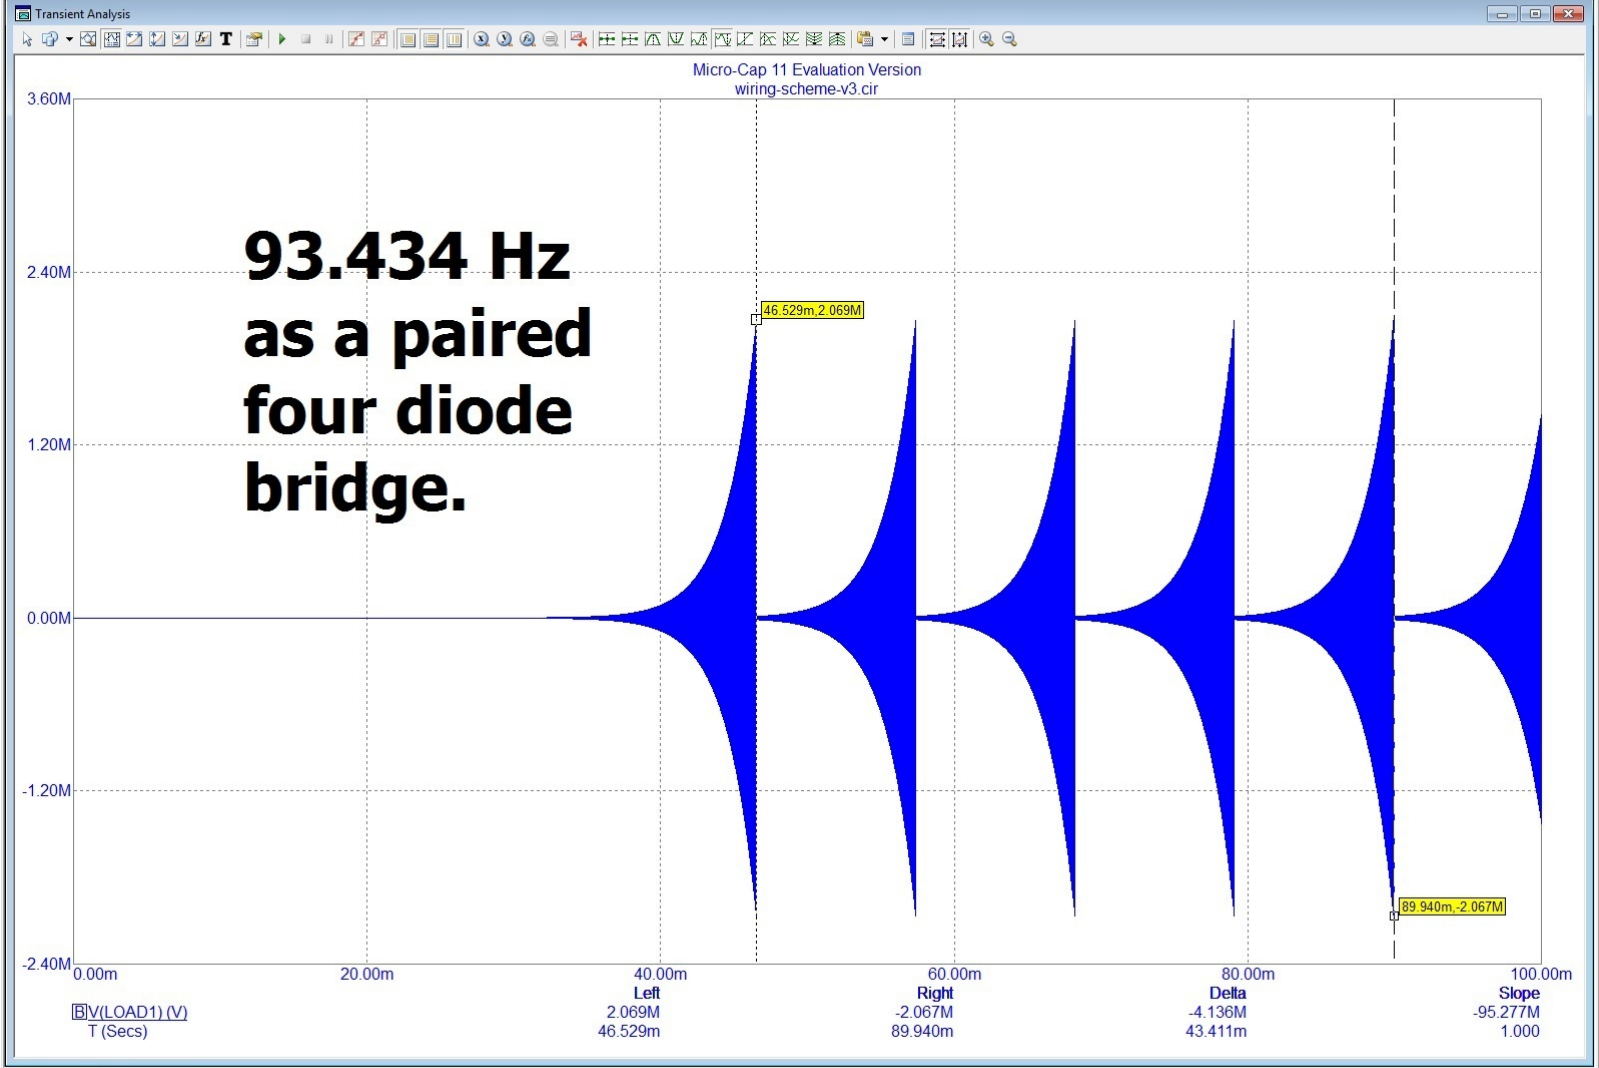 Transient Analysis
Micro-Cap 11 Evaluation Version
wiring-scheme-v3.cir
3.60M
2.40M
1.20M
0.00M
-1.20M
-2.40M
93.434 Hz
as a paired
four diode
bridge.
46.529m,2.069M
89.940m,-2.067M
0.00m 20.00m 40.00m 60.00m 80.00m 100.00m
Left Right Delta Slope
B V(LOAD1) (V) 2.069M -2.067M -4.136M -95.277M
T (Secs) 46.529m 89.940m 43.411m 1.000